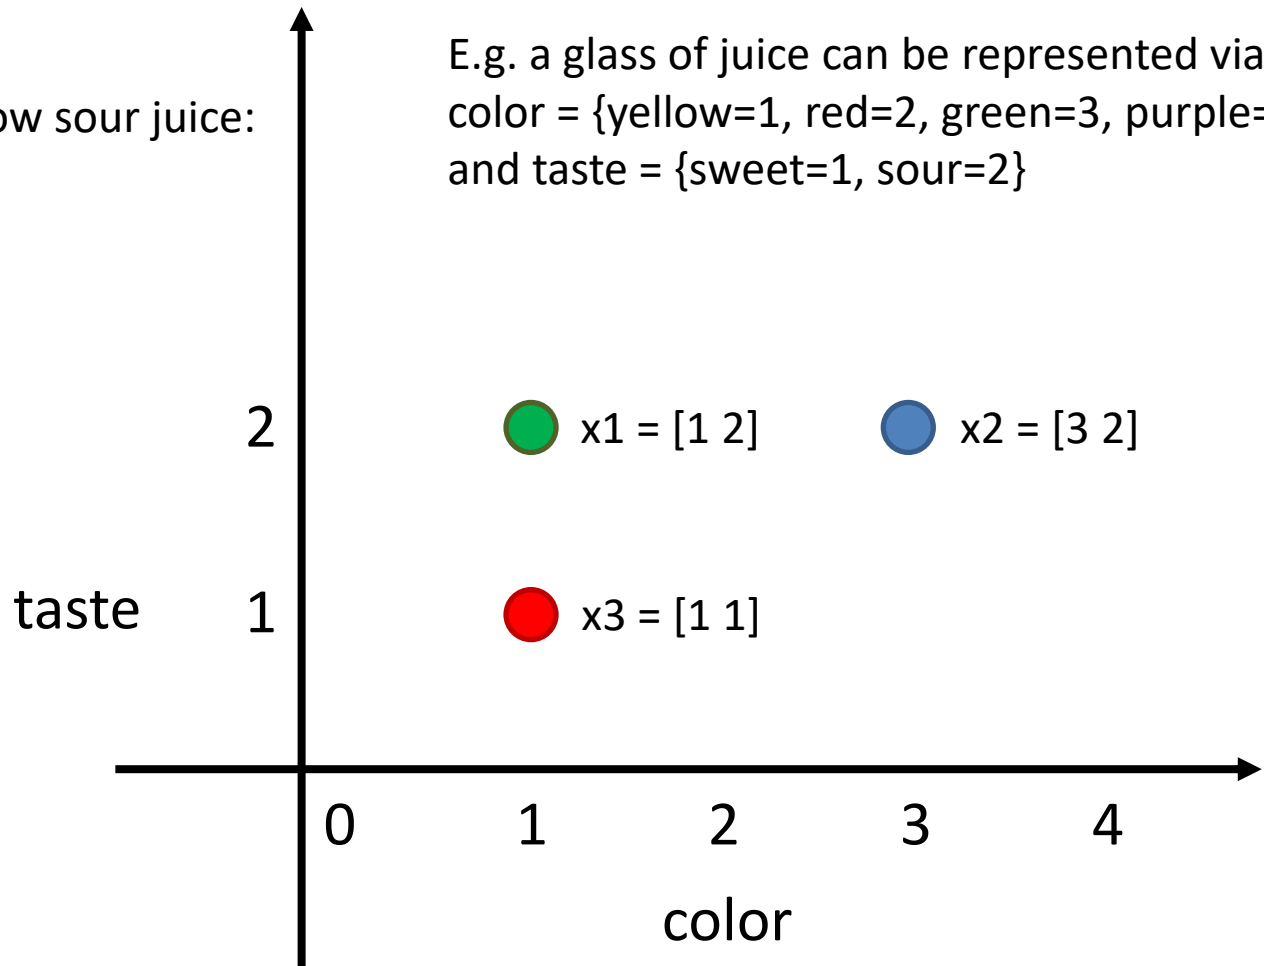 E.g. a glass of juice can be represented via
ow sour juice:
color = {yellow=1, red=2, green=3, purple=
and taste = {sweet=1, sour=2}
2
x1 = [1 2]
x2 = [3 2]
taste
1
x3 = [1 1]
0 1 2 3 4
color